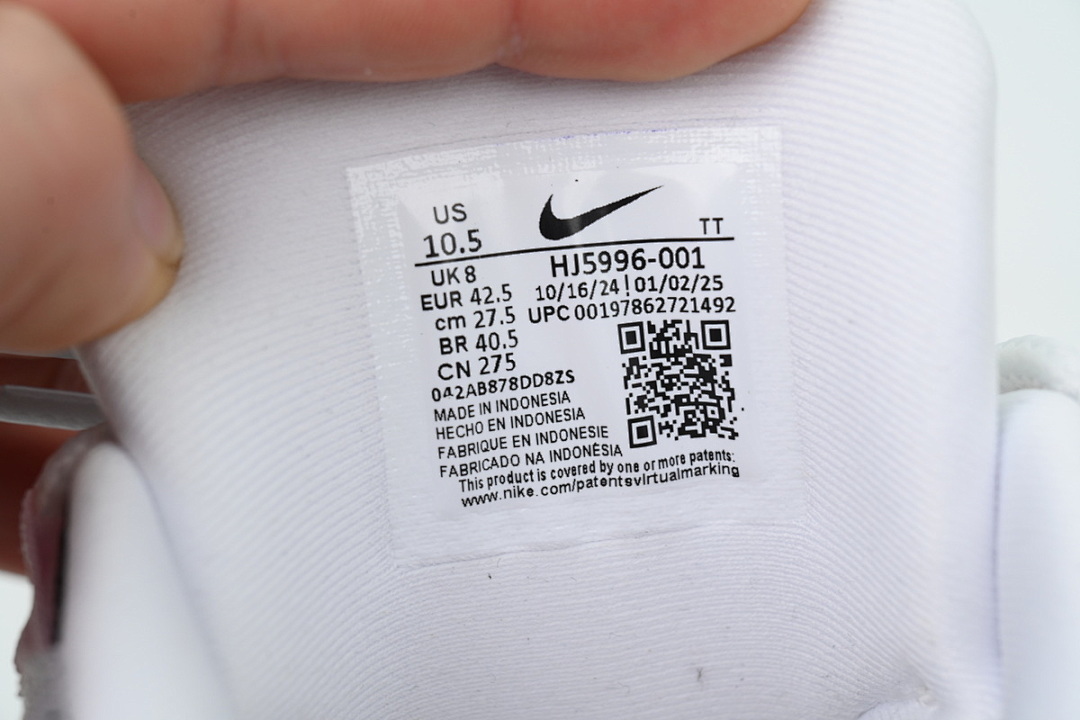 US
10.5
TT
UK 8
HJ5996-001
EUR 42.5
10/16/24 | 01/02/25
cm 27.5
UPC 00197862721492
BR 40.5
CN 275
042AB878DD8ZS
MADE IN INDONESIA
HECHO EN INDONESIA
FABRIQUE EN INDONESIE
FABRICADO NA INDONÉSIA
This product is covered by one or more patents:
www.nike.com/patentsvirtualmarking